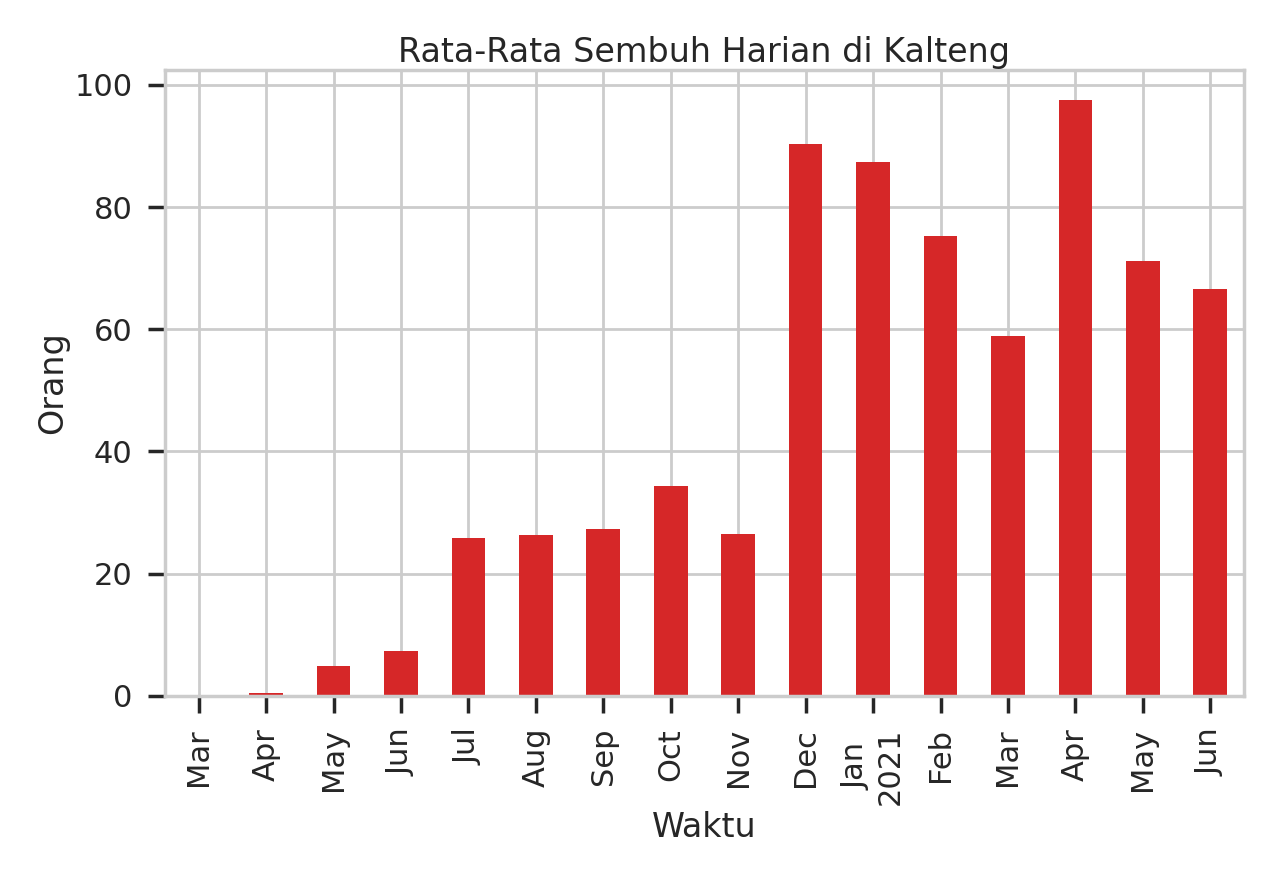 Rata-Rata Sembuh Harian di Kalteng
100
80
60
40
20
0
Orang
Mar
Apr
May
Jun
Jul
Aug
Sep
Oct
Nov
Dec
Jan
2021
Feb
Mar
Apr
May
Jun
Waktu